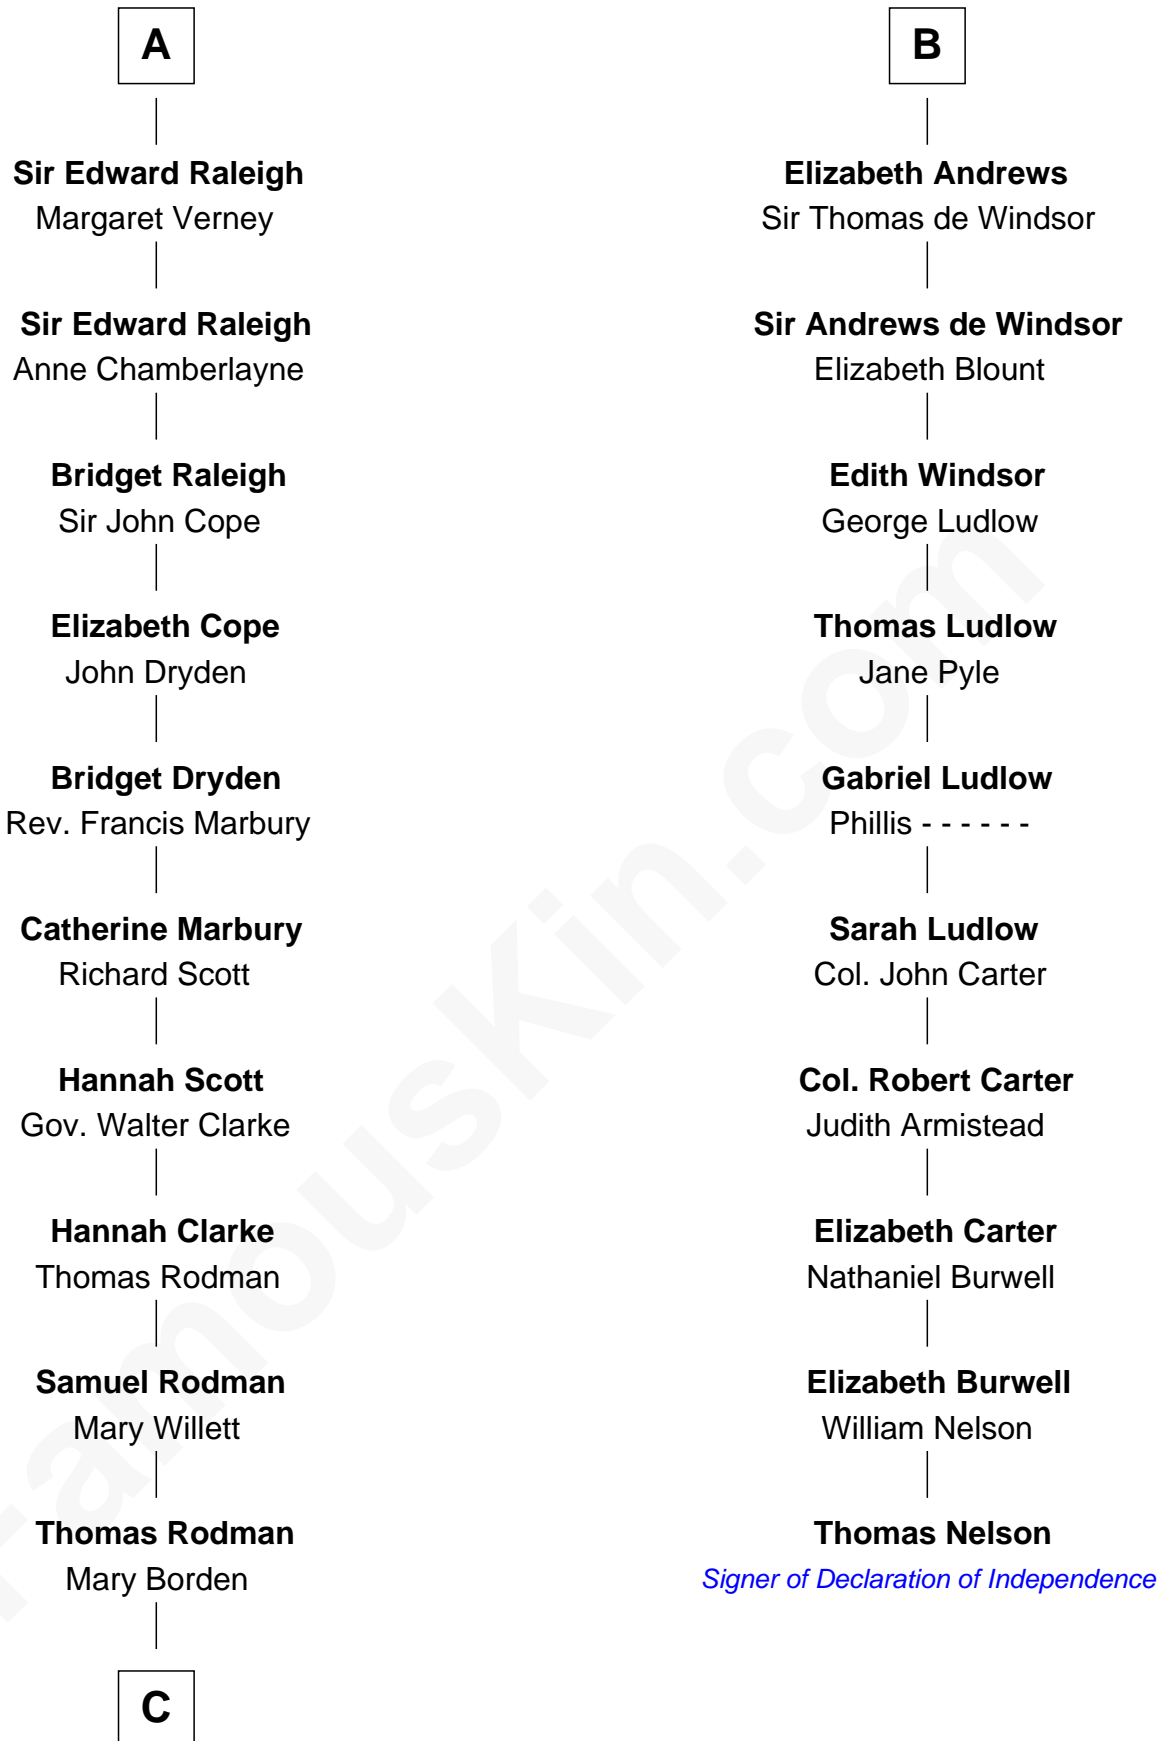 A
Sir Edward Raleigh
Margaret Verney
Sir Edward Raleigh
Anne Chamberlayne
Bridget Raleigh
Sir John Cope
Elizabeth Cope
John Dryden
Bridget Dryden
Rev. Francis Marbury
Catherine Marbury
Richard Scott
Hannah Scott
Gov. Walter Clarke
Hannah Clarke
Thomas Rodman
Samuel Rodman
Mary Willett
Thomas Rodman
Mary Borden
C
B
Elizabeth Andrews
Sir Thomas de Windsor
Sir Andrews de Windsor
Elizabeth Blount
Edith Windsor
George Ludlow
Thomas Ludlow
Jane Pyle
Gabriel Ludlow
Phillis - - - - - -
Sarah Ludlow
Col. John Carter
Col. Robert Carter
Judith Armistead
Elizabeth Carter
Nathaniel Burwell
Elizabeth Burwell
William Nelson
Thomas Nelson
Signer of Declaration of Independence
FamousKin.com